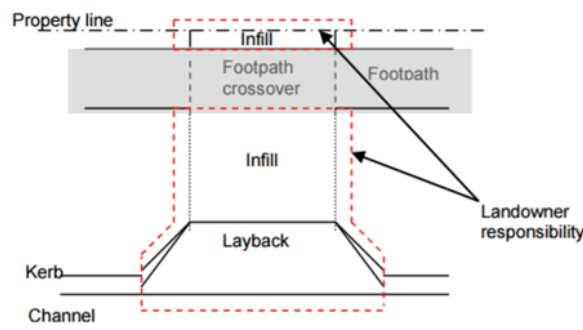 Property line
Infill
Footpath
crossover
Footpath
Infill
Landowner
responsibility
Layback
Kerb
Channel